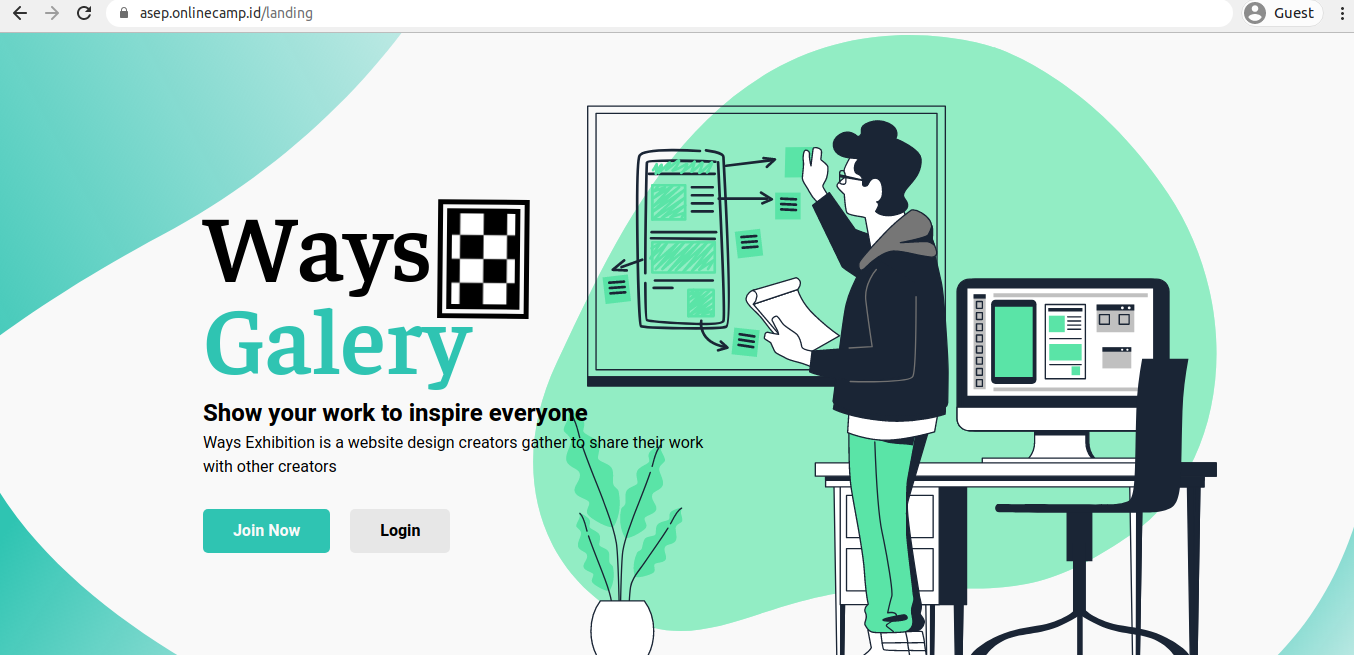 asep.onlinecamp.id/landing
Guest
Ways
Galery
Show your work to inspire everyone
Ways Exhibition is a website design creators gather to share their work
with other creators
Join Now
Login